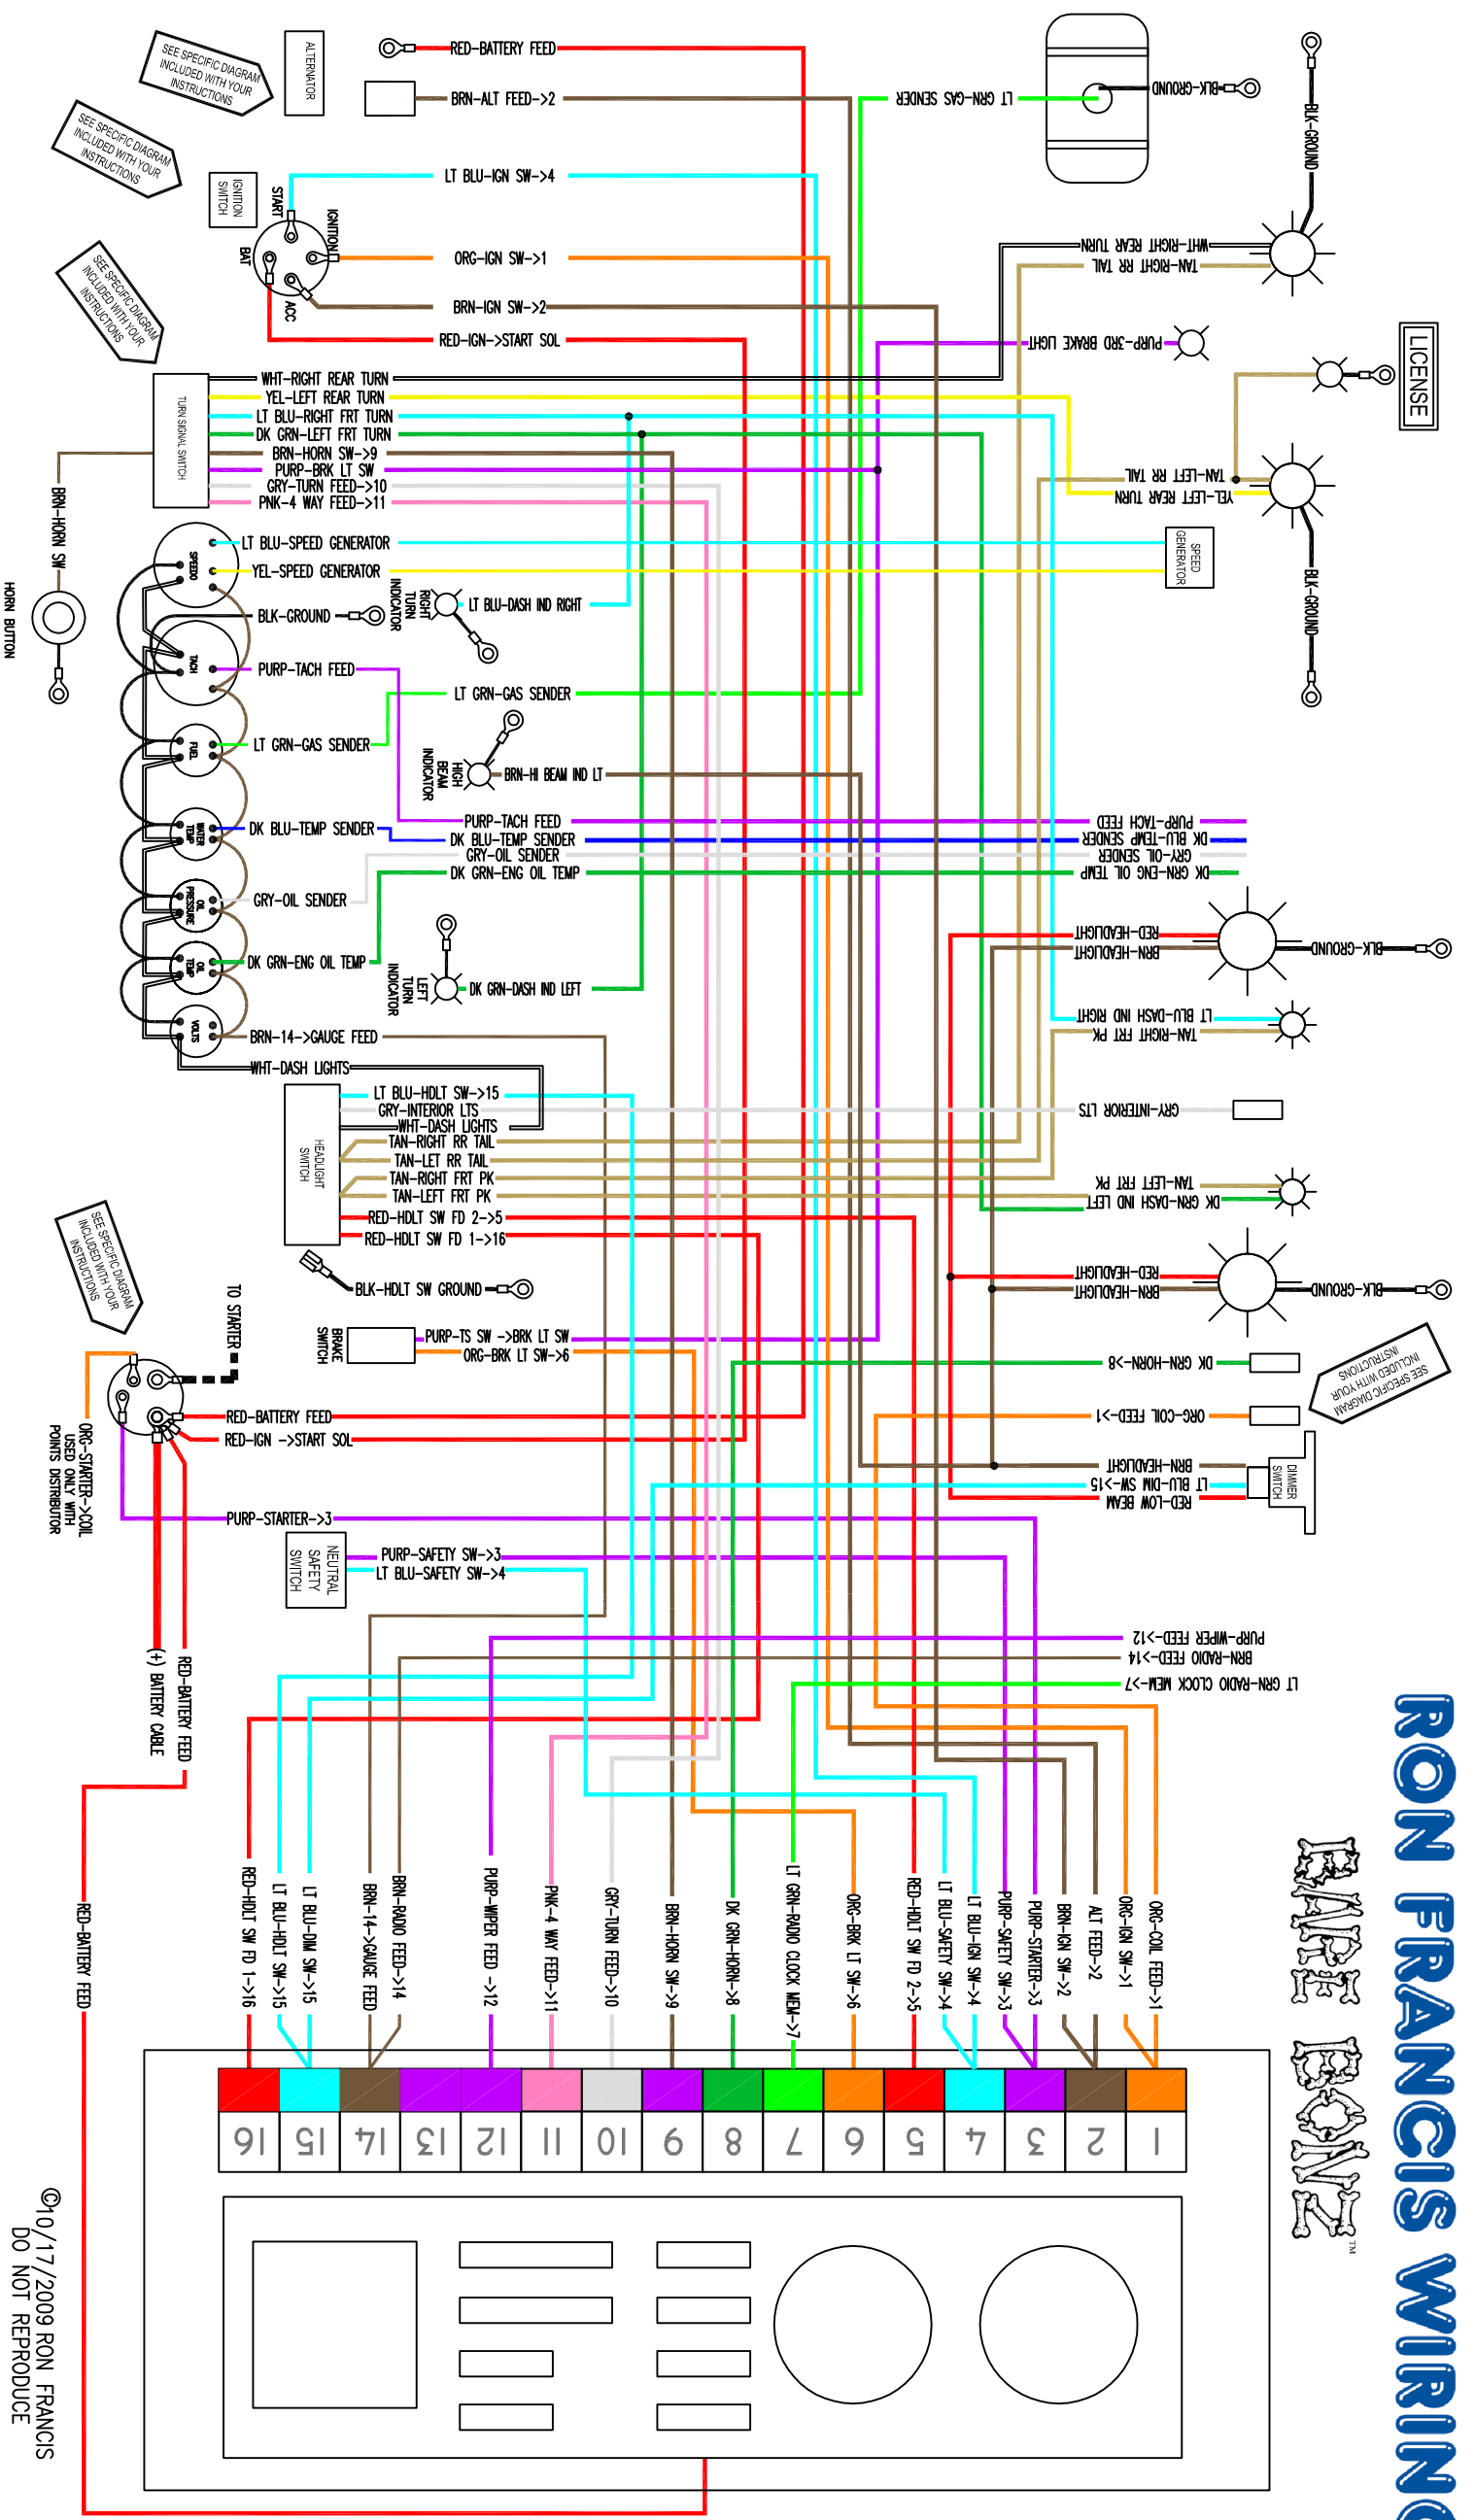 RED-BATTERY FEED
BRN-ALT FEED->2
ALTERNATOR
SEE SPECIFIC DIAGRAM
INCLUDED WITH YOUR
INSTRUCTIONS
SEE SPECIFIC DIAGRAM
INCLUDED WITH YOUR
INSTRUCTIONS
IGNITION
SWITCH
START
IGNITION
BAT
ACC
LT BLU-IGN SW->4
ORG-IGN SW->1
BRN-IGN SW->2
RED-IGN->START SOL
SEE SPECIFIC DIAGRAM
INCLUDED WITH YOUR
INSTRUCTIONS
TURN SIGNAL SWITCH
WHT-RIGHT REAR TURN
YEL-LEFT REAR TURN
LT BLU-RIGHT FRT TURN
DK GRN-LEFT FRT TURN
BRN-HORN SW->9
PURP-BRK LT SW
GRY-TURN FEED->10
PNK-4 WAY FEED->11
BRN-HORN SW
HORN BUTTON
LT BLU-SPEED GENERATOR
YEL-SPEED GENERATOR
SPEEDO
BLK-GROUND
TACH
PURP-TACH FEED
RIGHT
TURN
INDICATOR
LT BLU-DASH IND RIGHT
LT GRN-GAS SENDER
LT GRN-GAS SENDER
FUEL
HIGH
BEAM
INDICATOR
BRN-HI BEAM IND LT
DK BLU-TEMP SENDER
WATER
TEMP
PURP-TACH FEED
DK BLU-TEMP SENDER
GRY-OIL SENDER
DK GRN-ENG OIL TEMP
GRY-OIL SENDER
OIL
PRESSURE
DK GRN-ENG OIL TEMP
OIL
TEMP
LEFT
TURN
INDICATOR
DK GRN-DASH IND LEFT
VOLTS
BRN-14->GAUGE FEED
WHT-DASH LIGHTS
HEADLIGHT
SWITCH
LT BLU-HDLT SW->15
GRY-INTERIOR LTS
WHT-DASH LIGHTS
TAN-RIGHT RR TAIL
TAN-LET RR TAIL
TAN-RIGHT FRT PK
TAN-LEFT FRT PK
RED-HDLT SW FD 2->5
RED-HDLT SW FD 1->16
BLK-HDLT SW GROUND
BRAKE
SWITCH
PURP-TS SW ->BRK LT SW
ORG-BRK LT SW->6
SEE SPECIFIC DIAGRAM
INCLUDED WITH YOUR
INSTRUCTIONS
TO STARTER
RED-BATTERY FEED
RED-IGN ->START SOL
ORG-STARTER->COIL
USED ONLY WITH
POINTS DISTRIBUTOR
PURP-STARTER->3
NEUTRAL
SAFETY
SWITCH
PURP-SAFETY SW->3
LT BLU-SAFETY SW->4
RED-BATTERY FEED
(+) BATTERY CABLE
RED-BATTERY FEED
BLK-GROUND
LT GRN-GAS SENDER
BLK-GROUND
WHT-RIGHT REAR TURN
TAN-RIGHT RR TAIL
PURP-3RD BRAKE LIGHT
LICENSE
TAN-LEFT RR TAIL
YEL-LEFT REAR TURN
SPEED
GENERATOR
BLK-GROUND
PURP-TACH FEED
DK BLU-TEMP SENDER
GRY-OIL SENDER
DK GRN-ENG OIL TEMP
RED-HEADLIGHT
BRN-HEADLIGHT
BLK-GROUND
LT BLU-DASH IND RIGHT
TAN-RIGHT FRT PK
GRY-INTERIOR LTS
TAN-LEFT FRT PK
DK GRN-DASH IND LEFT
RED-HEADLIGHT
BRN-HEADLIGHT
BLK-GROUND
SEE SPECIFIC DIAGRAM
INCLUDED WITH YOUR
INSTRUCTIONS
DK GRN-HORN->8
ORG-COIL FEED->1
DIMMER
SWITCH
BRN-HEADLIGHT
LT BLU-DIM SW->15
RED-LOW BEAM
PURP-WIPER FEED->12
BRN-RADIO FEED->14
LT GRN-RADIO CLOCK MEM->7
RED-HDLT SW FD 1->16
LT BLU-HDLT SW->15
LT BLU-DIM SW->15
BRN-14->GAUGE FEED
BRN-RADIO FEED->14
PURP-WIPER FEED ->12
PNK-4 WAY FEED->11
GRY-TURN FEED->10
BRN-HORN SW->9
DK GRN-HORN->8
LT GRN-RADIO CLOCK MEM->7
ORG-BRK LT SW->6
RED-HDLT SW FD 2->5
LT BLU-SAFETY SW->4
LT BLU-IGN SW->4
PURP-SAFETY SW->3
PURP-STARTER->3
BRN-IGN SW->2
ALT FEED->2
ORG-IGN SW->1
ORG-COIL FEED->1
16 15 14 13 12 11 10 9 8 7 6 5 4 3 2 1
RON FRANCIS WIRING
BARE BONZ
TM
©10/17/2009 RON FRANCIS
DO NOT REPRODUCE